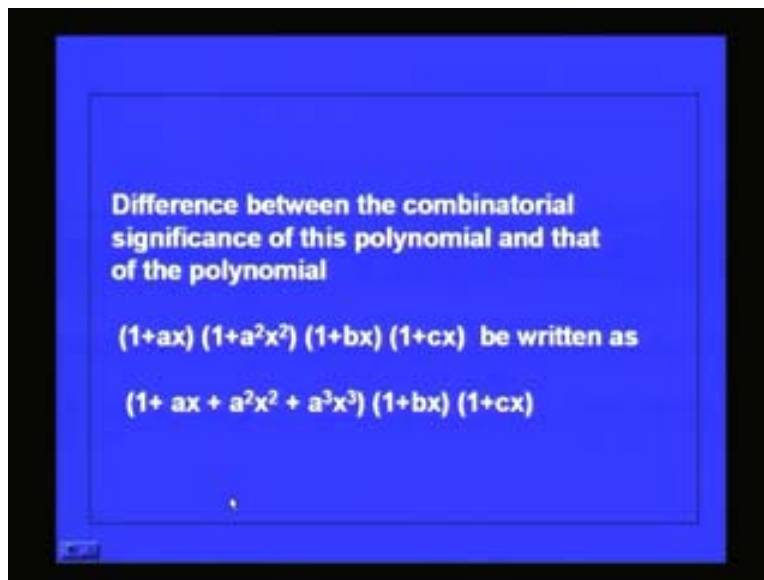 Difference between the combinatorial
significance of this polynomial and that
of the polynomial
(1+ax) (1+a²x²) (1+bx) (1+cx) be written as
(1+ ax + a²x² + a³x³) (1+bx) (1+cx)